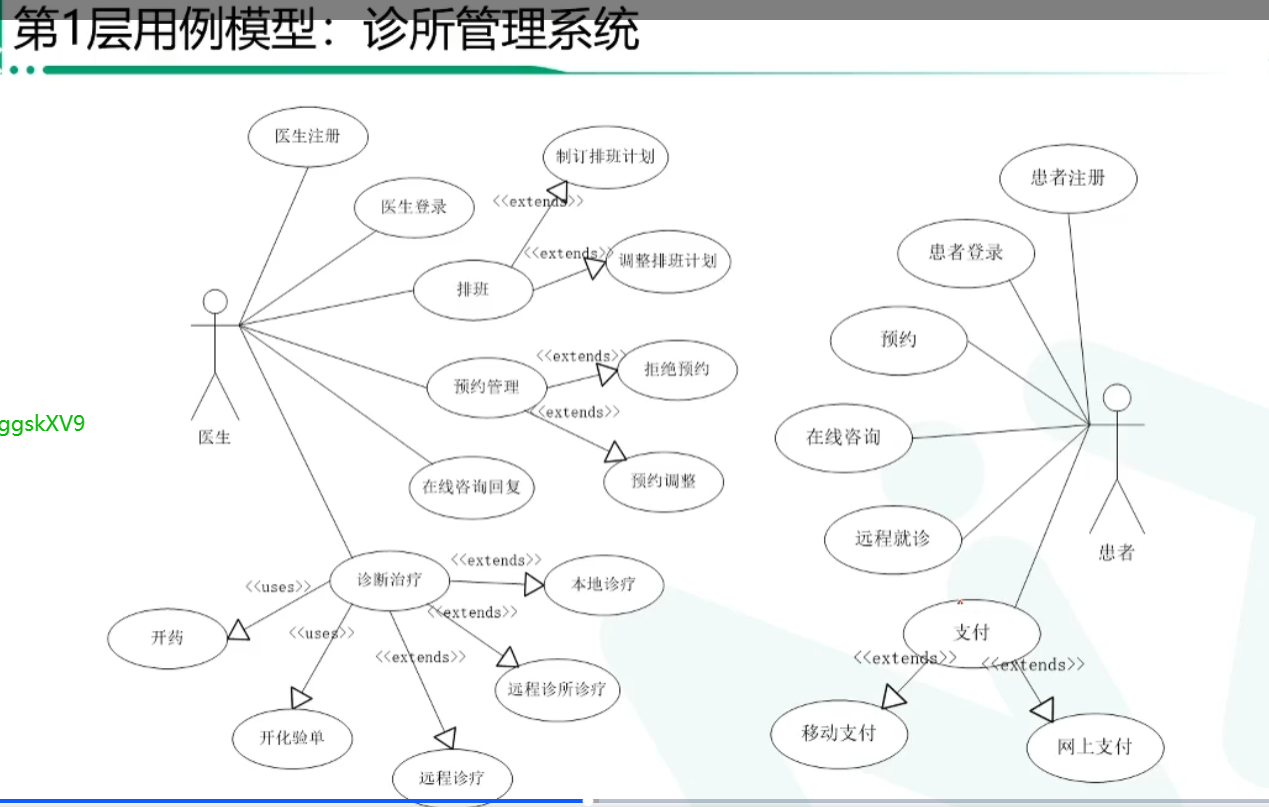 第1层用例模型：诊所管理系统
医生注册
医生登录
排班
<<extends>>
制订排班计划
<<extends>>
调整排班计划
预约管理
<<extends>>
拒绝预约
<<extends>>
预约调整
在线咨询回复
医生
ggskXV9
诊断治疗
<<uses>>
开药
<<uses>>
开化验单
<<extends>>
远程诊疗
<<extends>>
远程诊所诊疗
<<extends>>
本地诊疗
患者注册
患者登录
预约
在线咨询
远程就诊
患者
支付
<<extends>>
移动支付
<<extends>>
网上支付